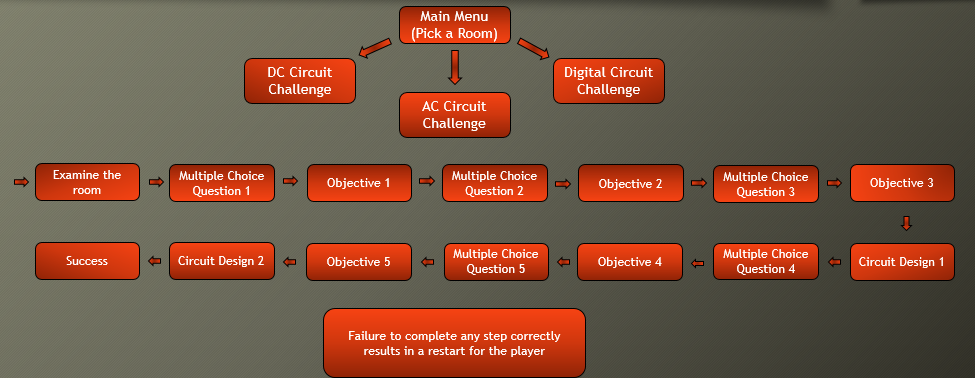 Main Menu
(Pick a Room)
DC Circuit
Challenge
AC Circuit
Challenge
Digital Circuit
Challenge
Examine the
room
Multiple Choice
Question 1
Objective 1
Multiple Choice
Question 2
Objective 2
Multiple Choice
Question 3
Objective 3
Circuit Design 1
Multiple Choice
Question 4
Objective 4
Multiple Choice
Question 5
Objective 5
Circuit Design 2
Success
Failure to complete any step correctly
results in a restart for the player